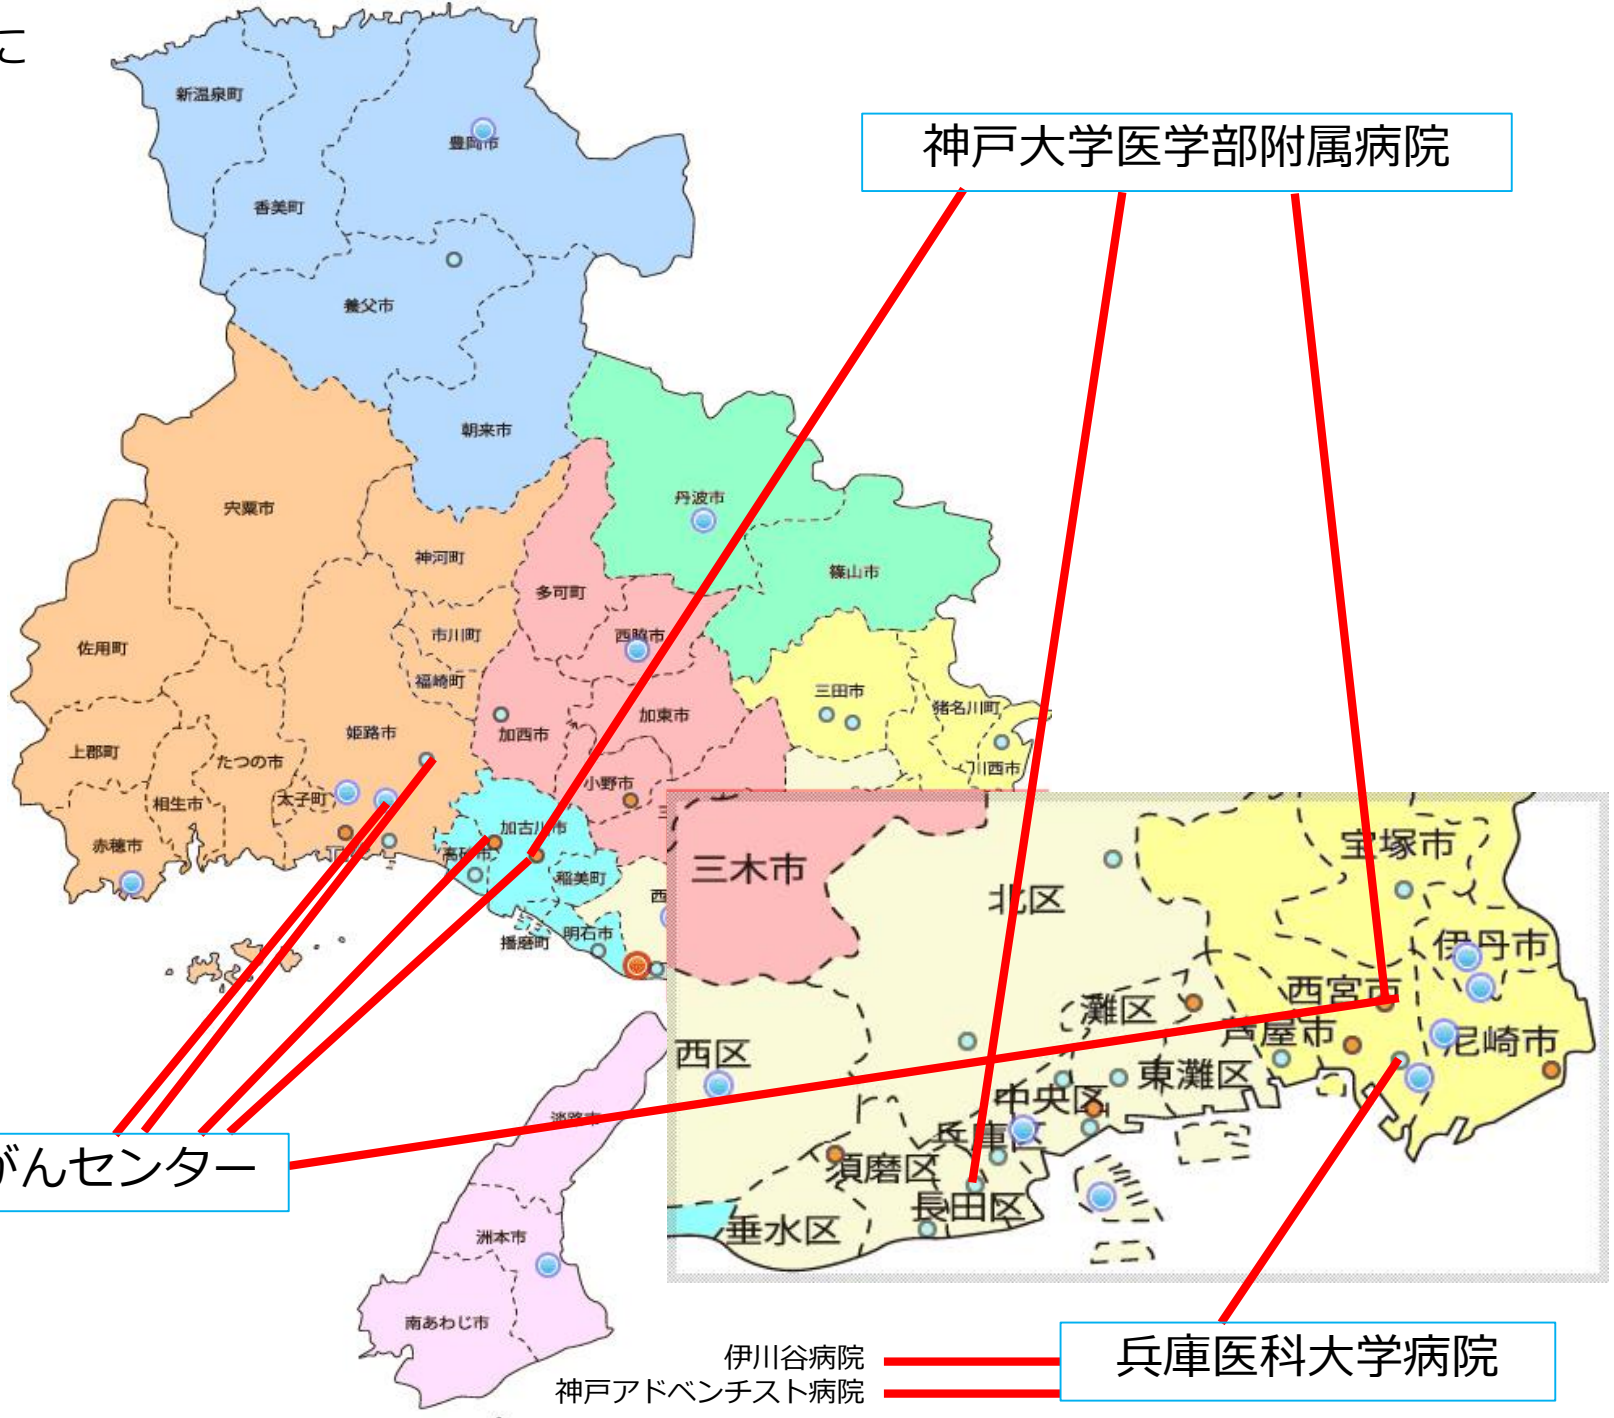 に
新温泉町
豊岡市
神戸大学医学部附属病院
香美町
養父市
朝来市
丹波市
宍粟市
神河町
篠山市
多可町
市川町
西脇市
佐用町
福崎町
三田市
猪名川町
加東市
姫路市
加西市
上郡町
たつの市
川西市
小野市
太子町
相生市
加古川市
赤穂市
高砂市
稲美町
明石市
播磨町
西
三木市
宝塚市
北区
伊丹市
西宮市
灘区
芦屋市
尼崎市
西区
東灘区
中央区
兵庫区
須磨区
長田区
垂水区
淡路市
がんセンター
洲本市
南あわじ市
伊川谷病院
神戸アドベンチスト病院
兵庫医科大学病院